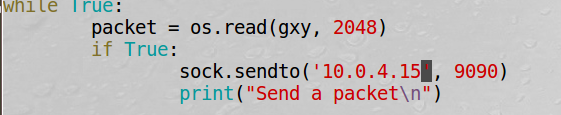 while True:
packet = os.read(gxy, 2048)
if True:
sock.sendto('10.0.4.15', 9090)
print("Send a packet\n")